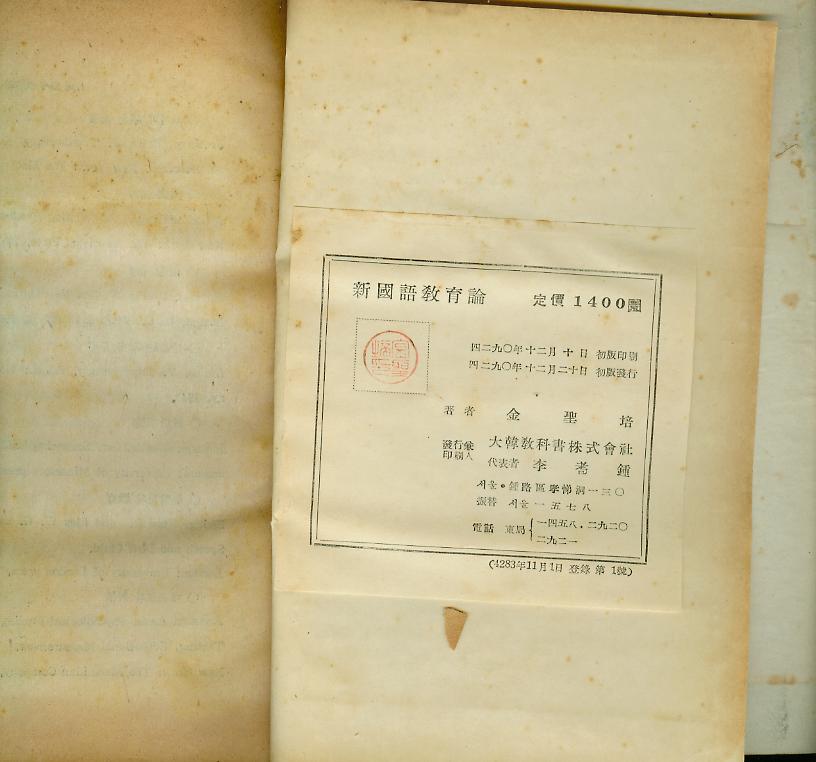 新國語敎育論 定價 1400圜
四二九〇年十二月十日 初版印刷
四二九〇年十二月二十日 初版發行
著者 金聖培
發行兼
印刷人 大韓敎科書株式會社
代表者 李 鍾
서울•鍾路區孝悌洞一三〇
振替 서울 一五七八
電話 東局 一四五八．二九二〇
二九二一
(4283年11月1日 登錄 第1號)